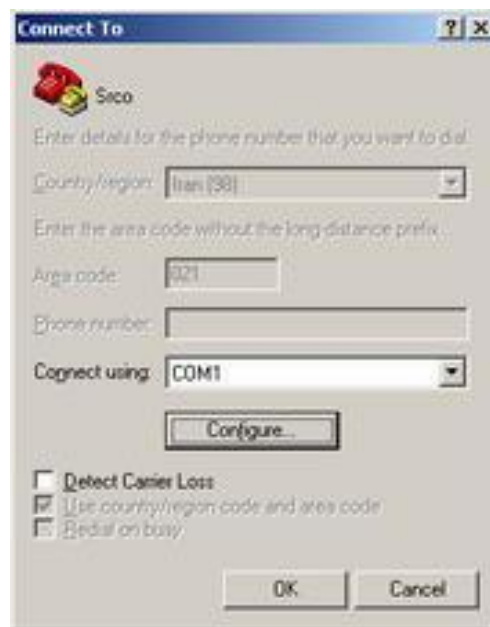 Connect To
Srco
Enter details for the phone number that you want to dial:
Country/region: Iran (98)
Enter the area code without the long-distance prefix.
Area code: 021
Phone number:
Connect using: COM1
Configure...
Detect Carrier Loss
Use country/region code and area code
Redial on busy
OK Cancel